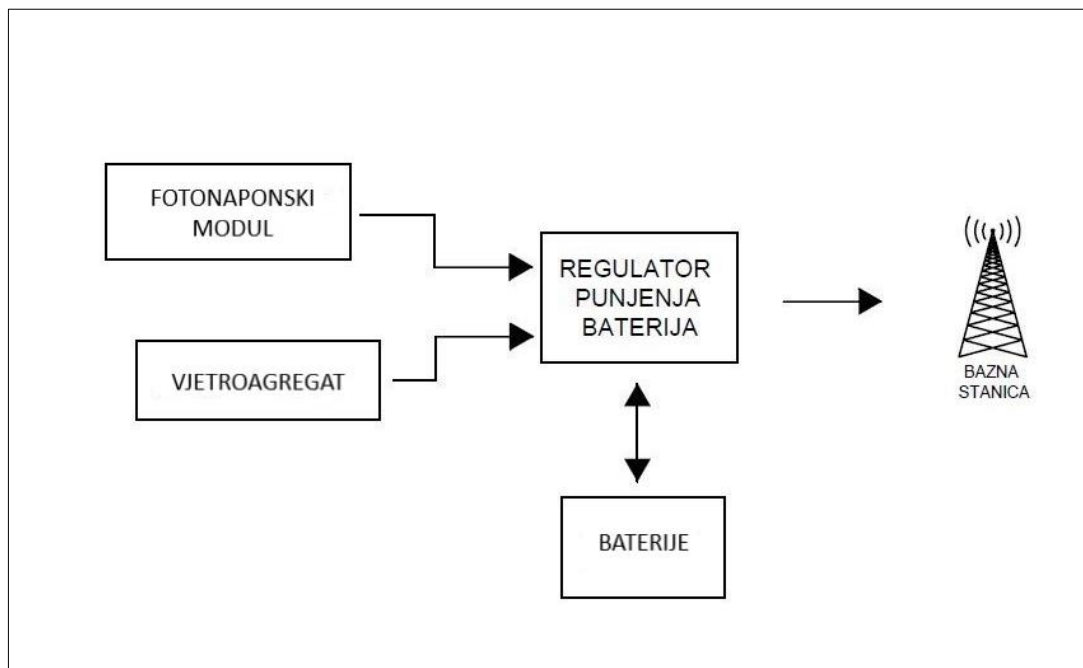 FOTONAPONSKI
MODUL
VJETROAGREGAT
REGULATOR
PUNJENJA
BATERIJA
BATERIJE
BAZNA
STANICA